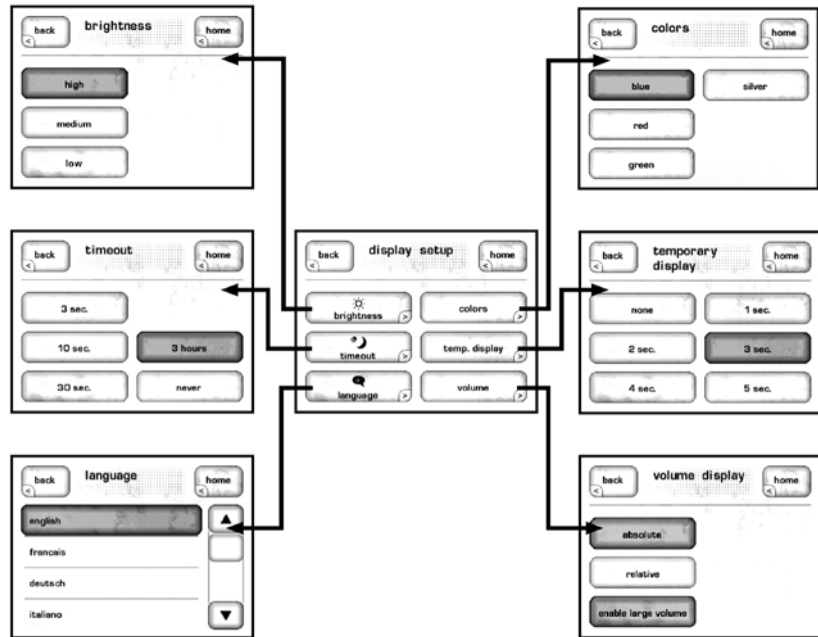 back
brightness
home
<
<
high
medium
low
back
colors
home
<
<
blue
silver
red
green
back
timeout
home
<
<
3 sec.
10 sec.
3 hours
30 sec.
never
back
display setup
home
<
<
brightness
>
colors
>
timeout
>
temp. display
>
language
>
volume
>
back
temporary
display
home
<
<
none
1 sec.
2 sec.
3 sec.
4 sec.
5 sec.
back
language
home
<
<
english
francais
deutsch
italiano
back
volume display
home
<
<
absolute
relative
enable large volume